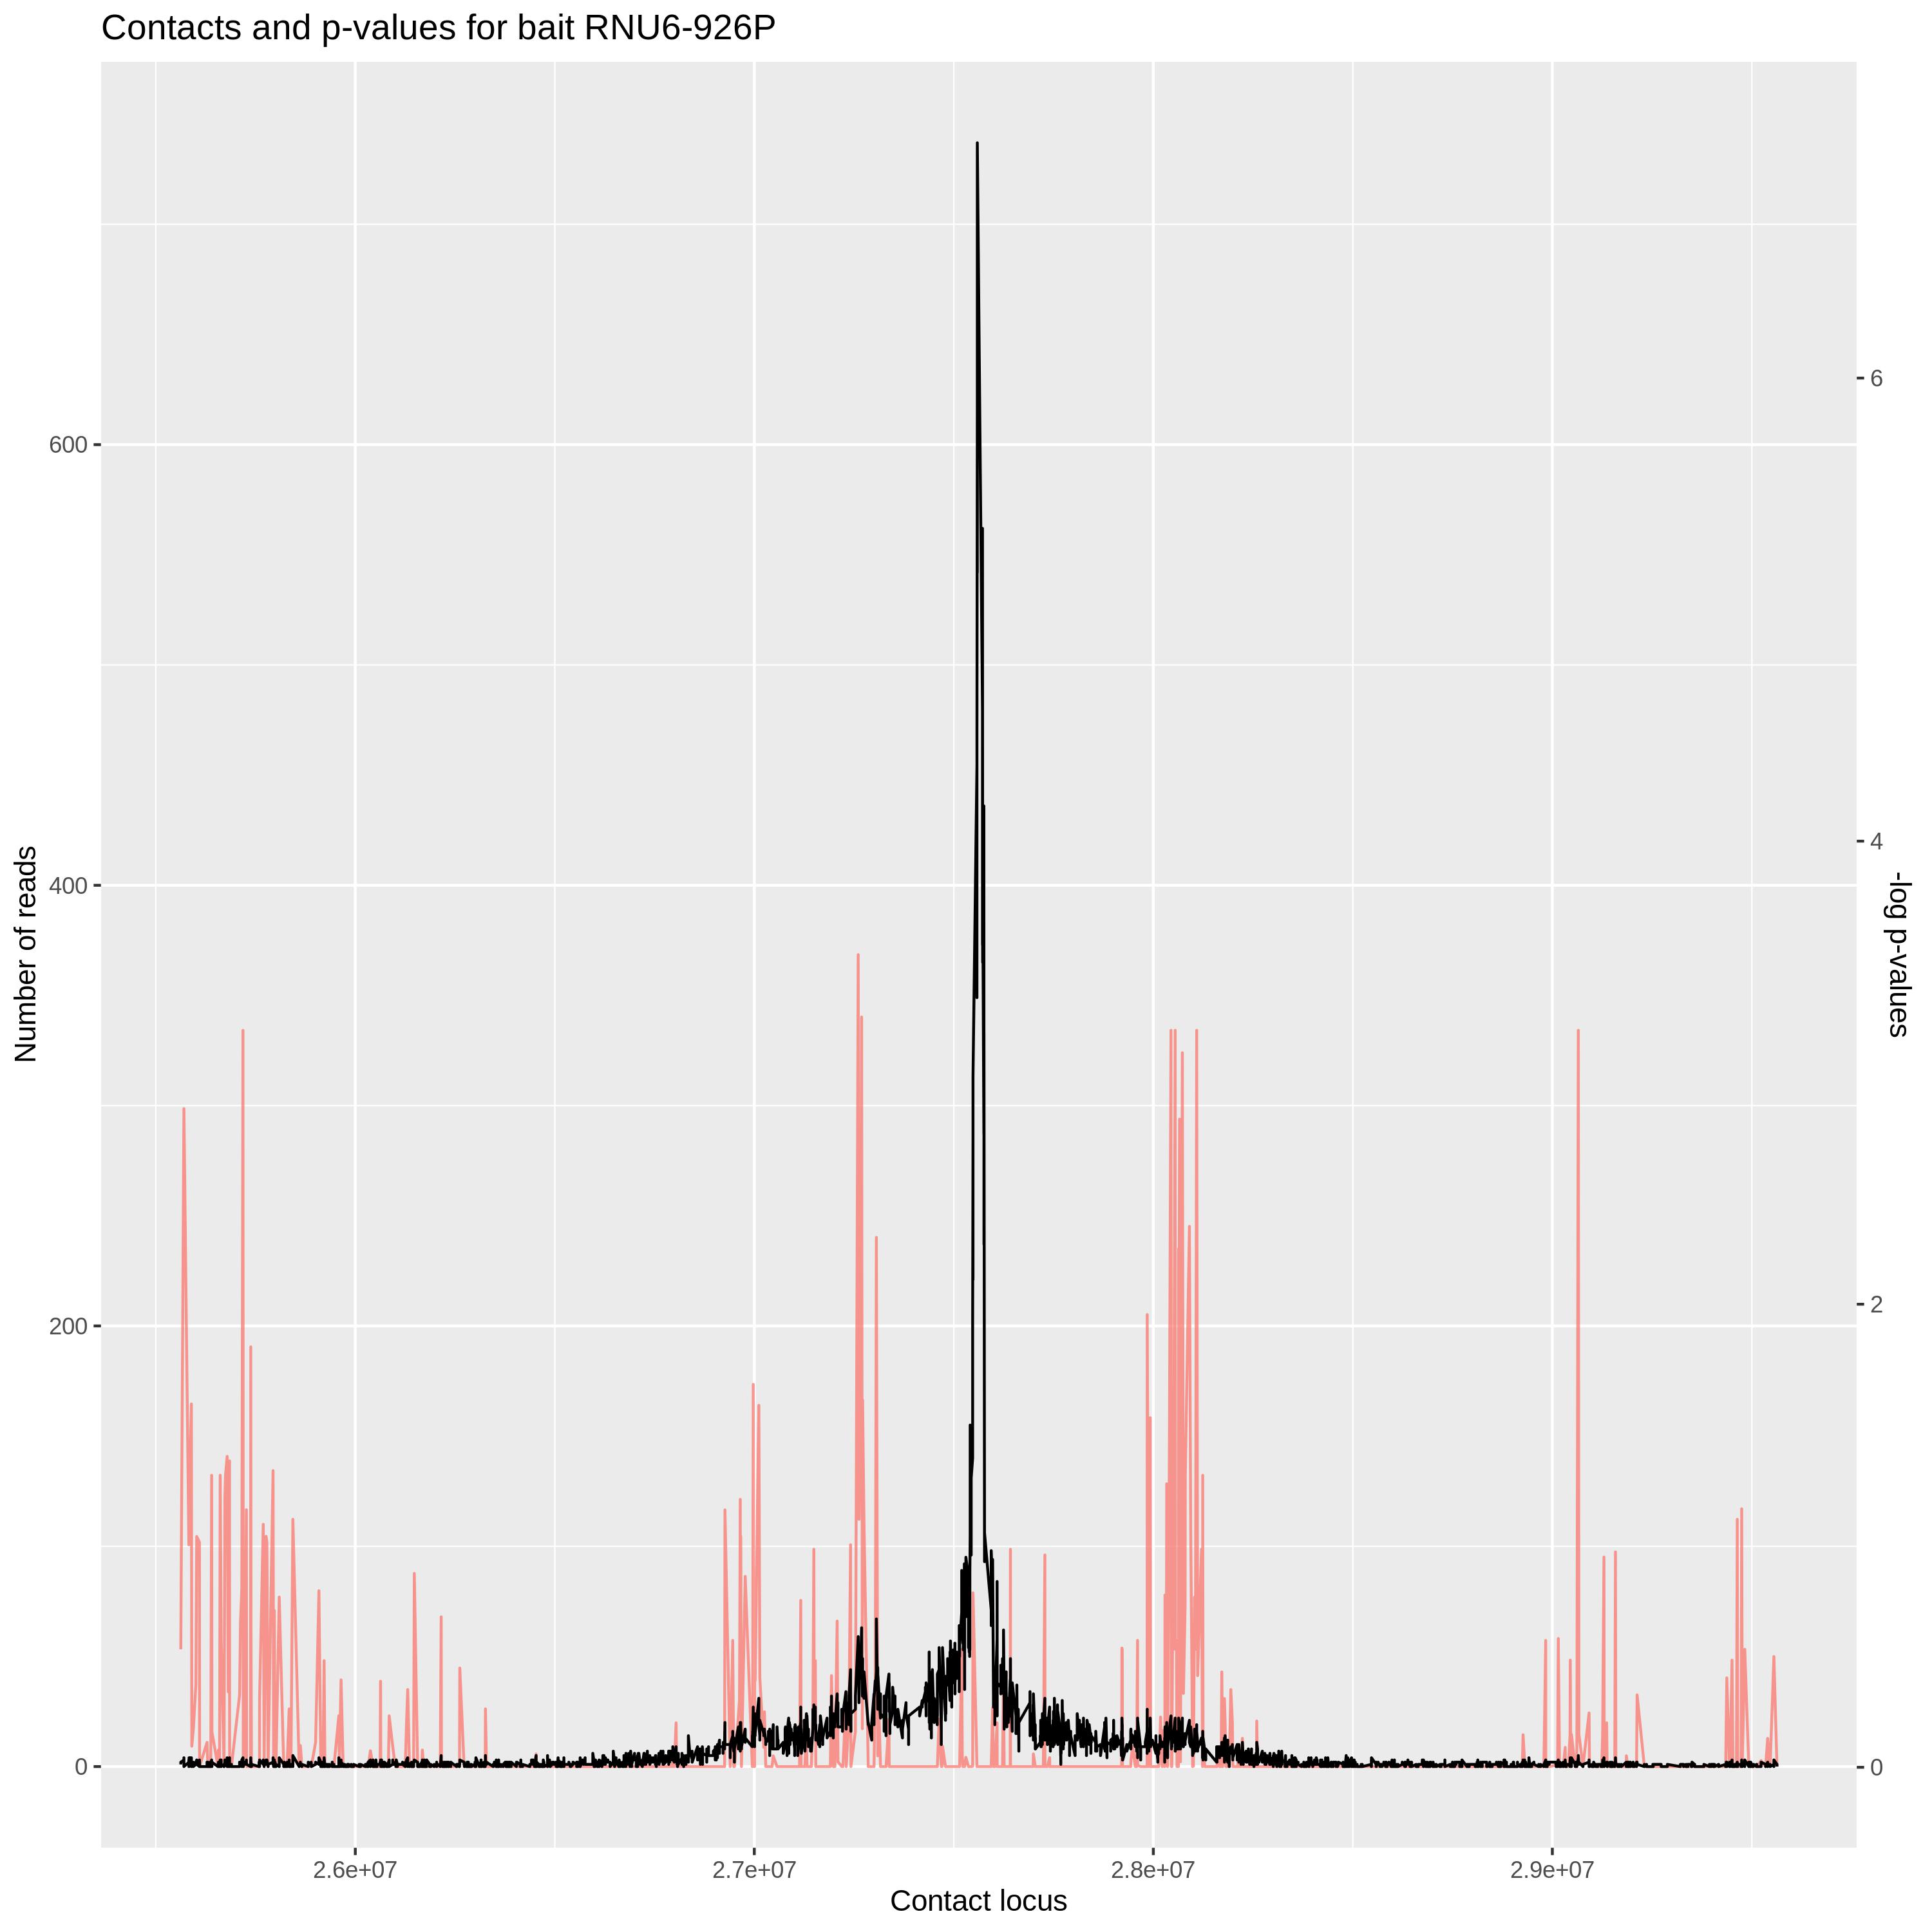 Contacts and p-values for bait RNU6-926P
600
400
200
0
Number of reads
6
4
2
0
-log p-values
2.6e+07
2.7e+07
2.8e+07
2.9e+07
Contact locus